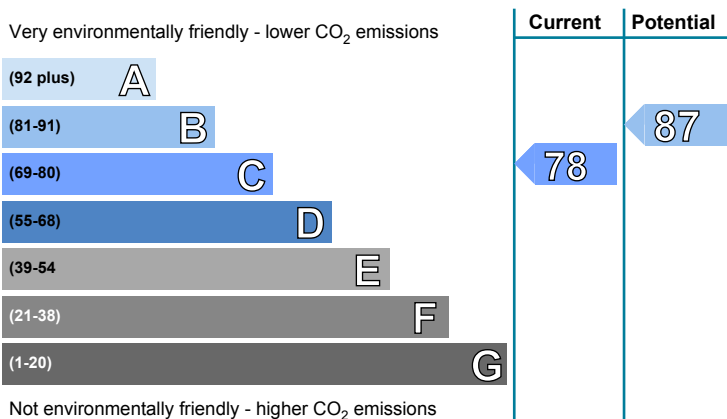 Very environmentally friendly - lower CO2 emissions
Current
Potential
(92 plus) A
(81-91) B
87
(69-80) C
78
(55-68) D
(39-54 E
(21-38) F
(1-20) G
Not environmentally friendly - higher CO2 emissions